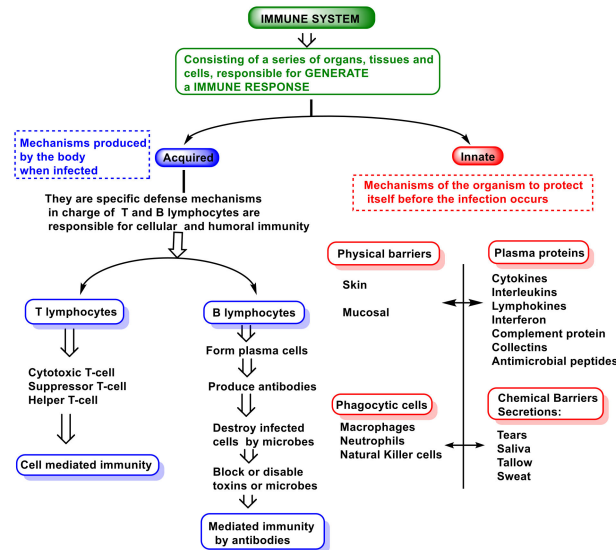 IMMUNE SYSTEM
Consisting of a series of organs, tissues and
cells, responsible for GENERATE
a IMMUNE RESPONSE
Mechanisms produced
by the body
when infected
Acquired
Innate
Mechanisms of the organism to protect
itself before the infection occurs
They are specific defense mechanisms
in charge of T and B lymphocytes are
responsible for cellular and humoral immunity
T lymphocytes
Cytotoxic T-cell
Suppressor T-cell
Helper T-cell
Cell mediated immunity
B lymphocytes
Form plasma cells
Produce antibodies
Destroy infected
cells by microbes
Block or disable
toxins or microbes
Mediated immunity
by antibodies
Physical barriers
Skin
Mucosal
Plasma proteins
Cytokines
Interleukins
Lymphokines
Interferon
Complement protein
Collectins
Antimicrobial peptides
Phagocytic cells
Macrophages
Neutrophils
Natural Killer cells
Chemical Barriers
Secretions:
Tears
Saliva
Tallow
Sweat